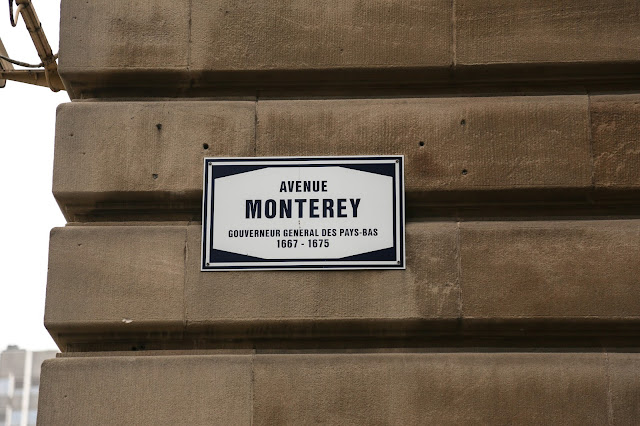 AVENUE
MONTEREY
GOUVERNEUR GENERAL DES PAYS-BAS
1667 - 1675